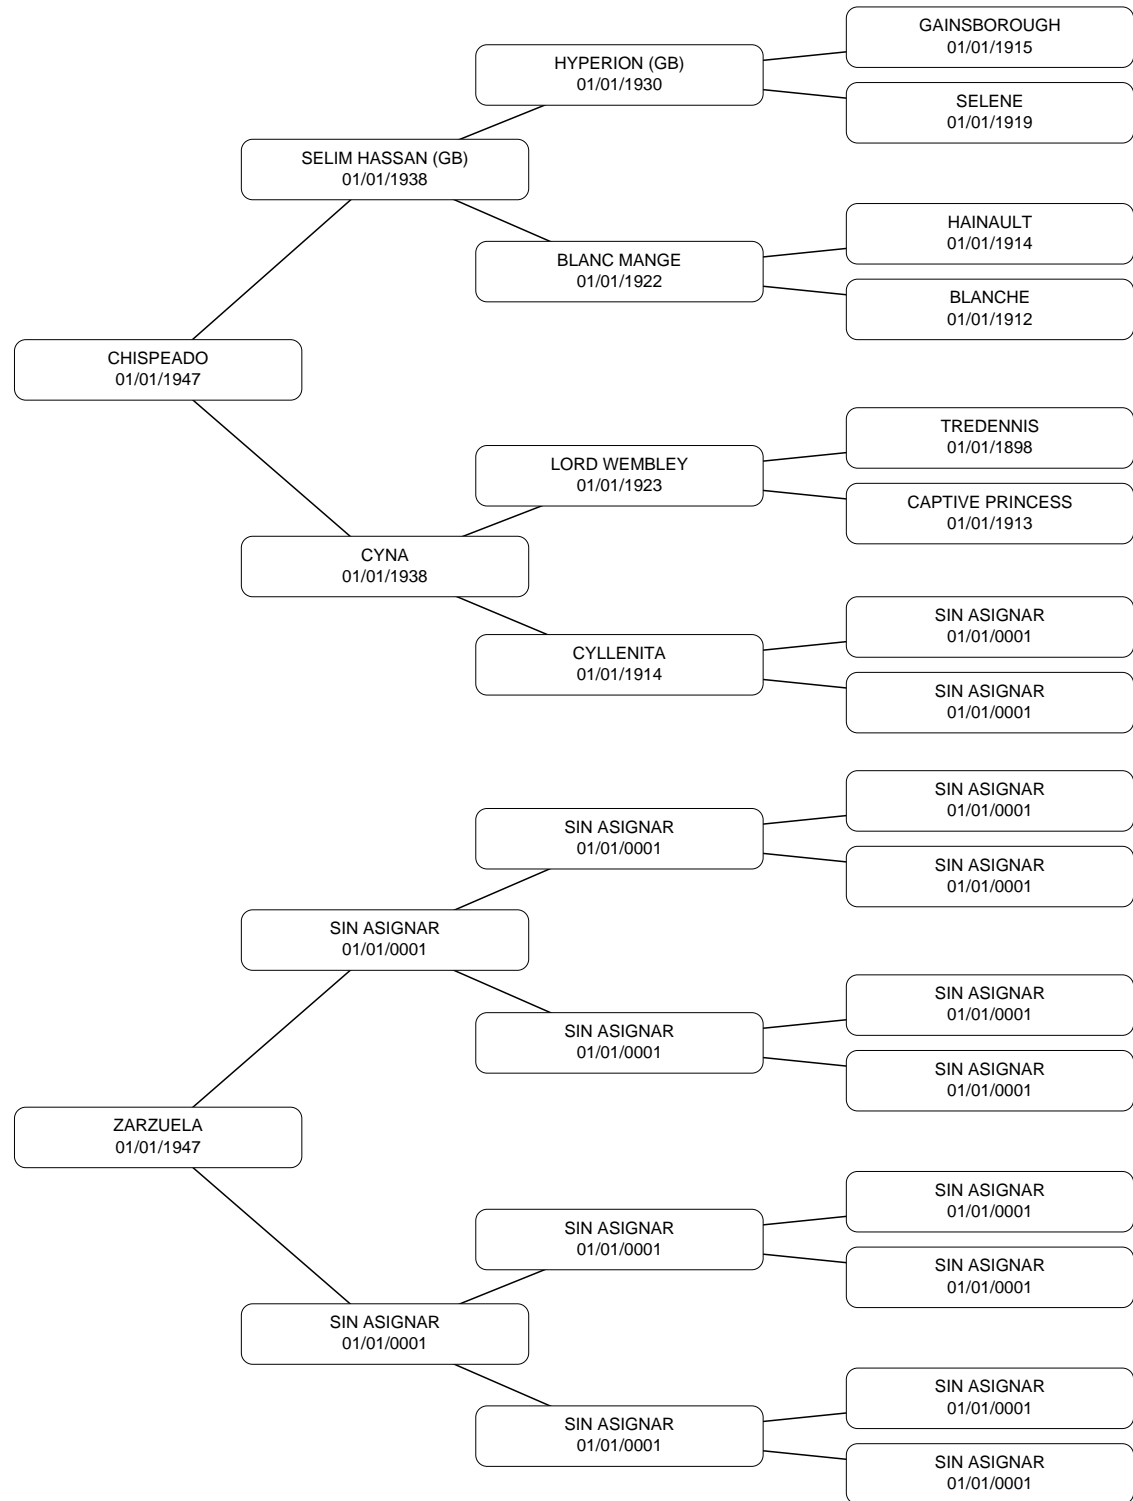 GAINSBOROUGH
01/01/1915
HYPERION (GB)
01/01/1930
SELENE
01/01/1919
SELIM HASSAN (GB)
01/01/1938
HAINAULT
01/01/1914
BLANC MANGE
01/01/1922
BLANCHE
01/01/1912
CHISPEADO
01/01/1947
TREDENNIS
01/01/1898
LORD WEMBLEY
01/01/1923
CAPTIVE PRINCESS
01/01/1913
CYNA
01/01/1938
SIN ASIGNAR
01/01/0001
CYLLENITA
01/01/1914
SIN ASIGNAR
01/01/0001
SIN ASIGNAR
01/01/0001
SIN ASIGNAR
01/01/0001
SIN ASIGNAR
01/01/0001
SIN ASIGNAR
01/01/0001
SIN ASIGNAR
01/01/0001
SIN ASIGNAR
01/01/0001
SIN ASIGNAR
01/01/0001
ZARZUELA
01/01/1947
SIN ASIGNAR
01/01/0001
SIN ASIGNAR
01/01/0001
SIN ASIGNAR
01/01/0001
SIN ASIGNAR
01/01/0001
SIN ASIGNAR
01/01/0001
SIN ASIGNAR
01/01/0001
SIN ASIGNAR
01/01/0001